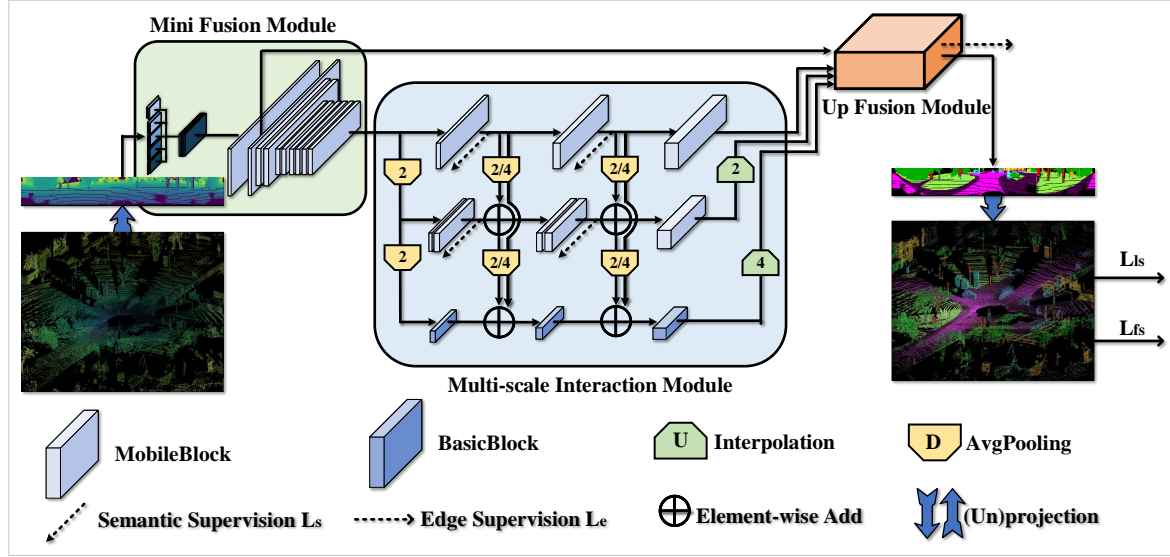 Mini Fusion Module
Up Fusion Module
2
2/4
2/4
2
2
2/4
2/4
4
Multi-scale Interaction Module
Lls
Lfs
MobileBlock
BasicBlock
U
Interpolation
D
AvgPooling
Semantic Supervision Ls
Edge Supervision Le
Element-wise Add
(Un)projection